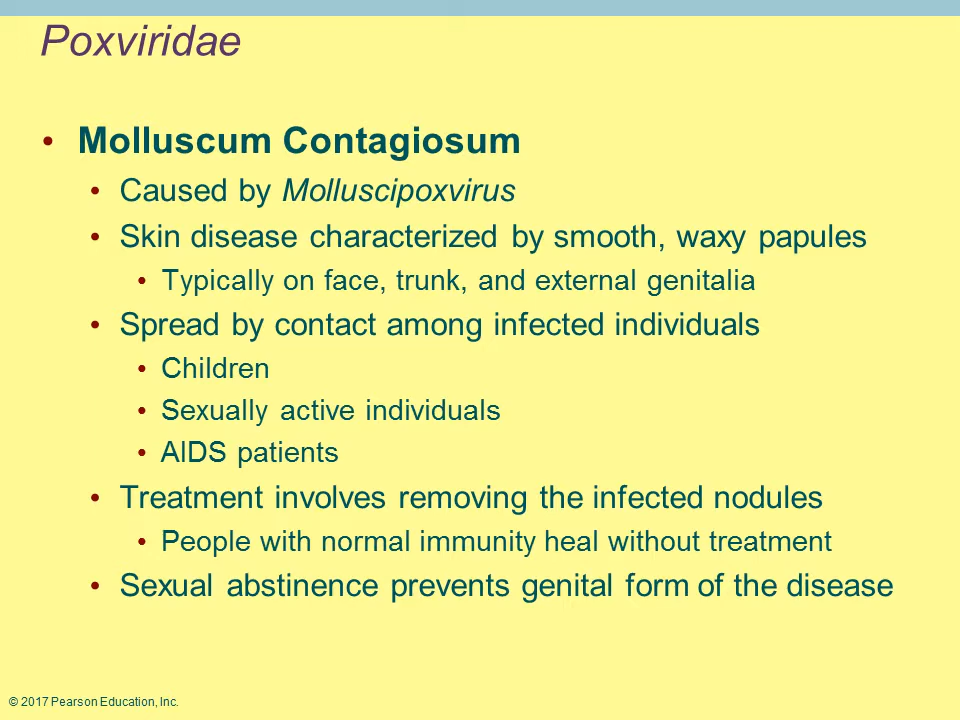 Poxviridae
• Molluscum Contagiosum
• Caused by Molluscipoxvirus
• Skin disease characterized by smooth, waxy papules
• Typically on face, trunk, and external genitalia
• Spread by contact among infected individuals
• Children
• Sexually active individuals
• AIDS patients
• Treatment involves removing the infected nodules
• People with normal immunity heal without treatment
• Sexual abstinence prevents genital form of the disease
© 2017 Pearson Education, Inc.